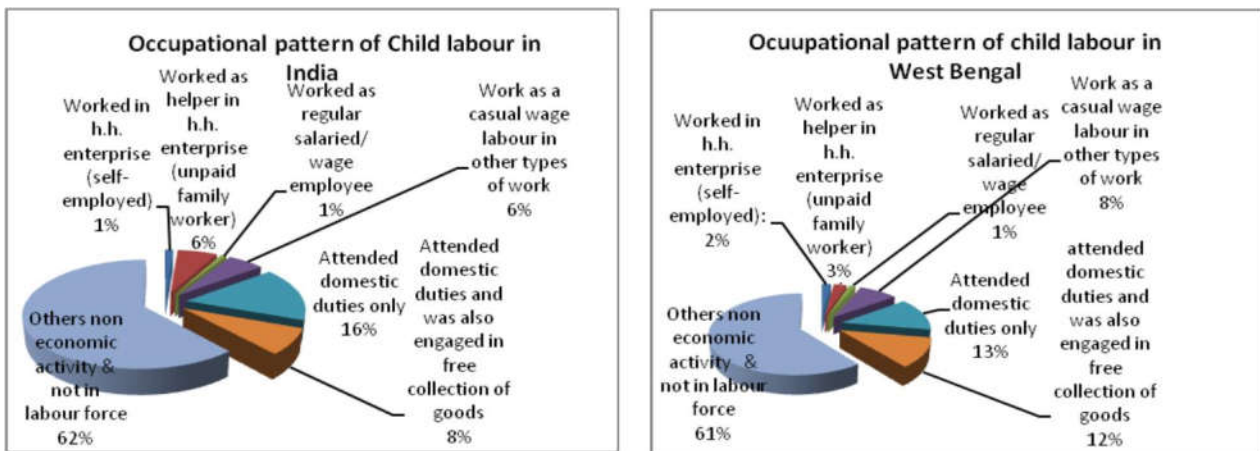 Occupational pattern of Child labour in
India
Worked in
h.h.
enterprise
(self-
employed)
1%
Worked as
helper in
h.h.
enterprise
(unpaid
family
worker)
6%
Worked as
regular
salaried/
wage
employee
1%
Work as a
casual wage
labour in
other types
of work
6%
Attended
domestic
duties only
16%
Attended
domestic
duties and
was also
engaged in
free
collection of
goods
8%
Others non
economic
activity &
not in
labour force
62%
Ocuupational pattern of child labour in
West Bengal
Worked in
h.h.
enterprise
(self-
employed):
2%
Worked as
helper in
h.h.
enterprise
(unpaid
family
worker)
3%
Worked as
regular
salaried/
wage
employee
1%
Work as a
casual wage
labour in
other types
of work
8%
Attended
domestic
duties only
13%
attended
domestic
duties and
was also
engaged in
free
collection of
goods
12%
Others non
economic
activity &
not in labour
force
61%